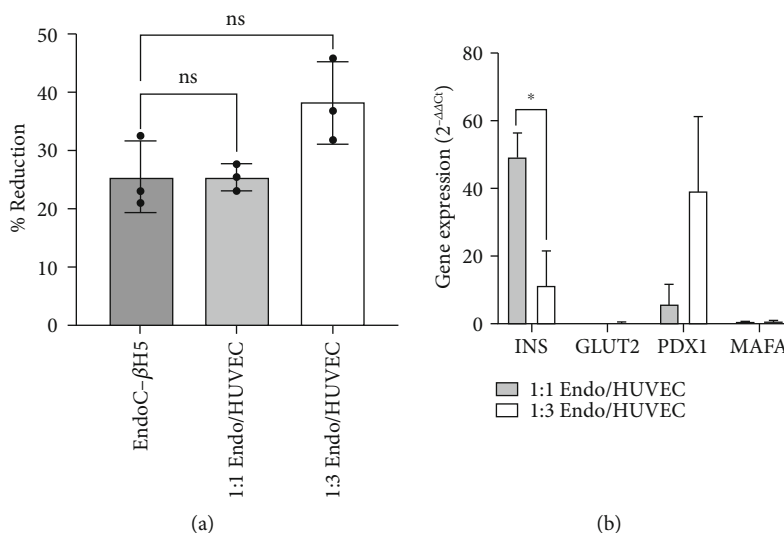 50
40
30
20
10
0
% Reduction
ns
ns
EndoC–βH5
1:1 Endo/HUVEC
1:3 Endo/HUVEC
(a)
80
60
40
20
0
Gene expression (2^−ΔΔCt)
*
INS GLUT2 PDX1 MAFA
1:1 Endo/HUVEC
1:3 Endo/HUVEC
(b)